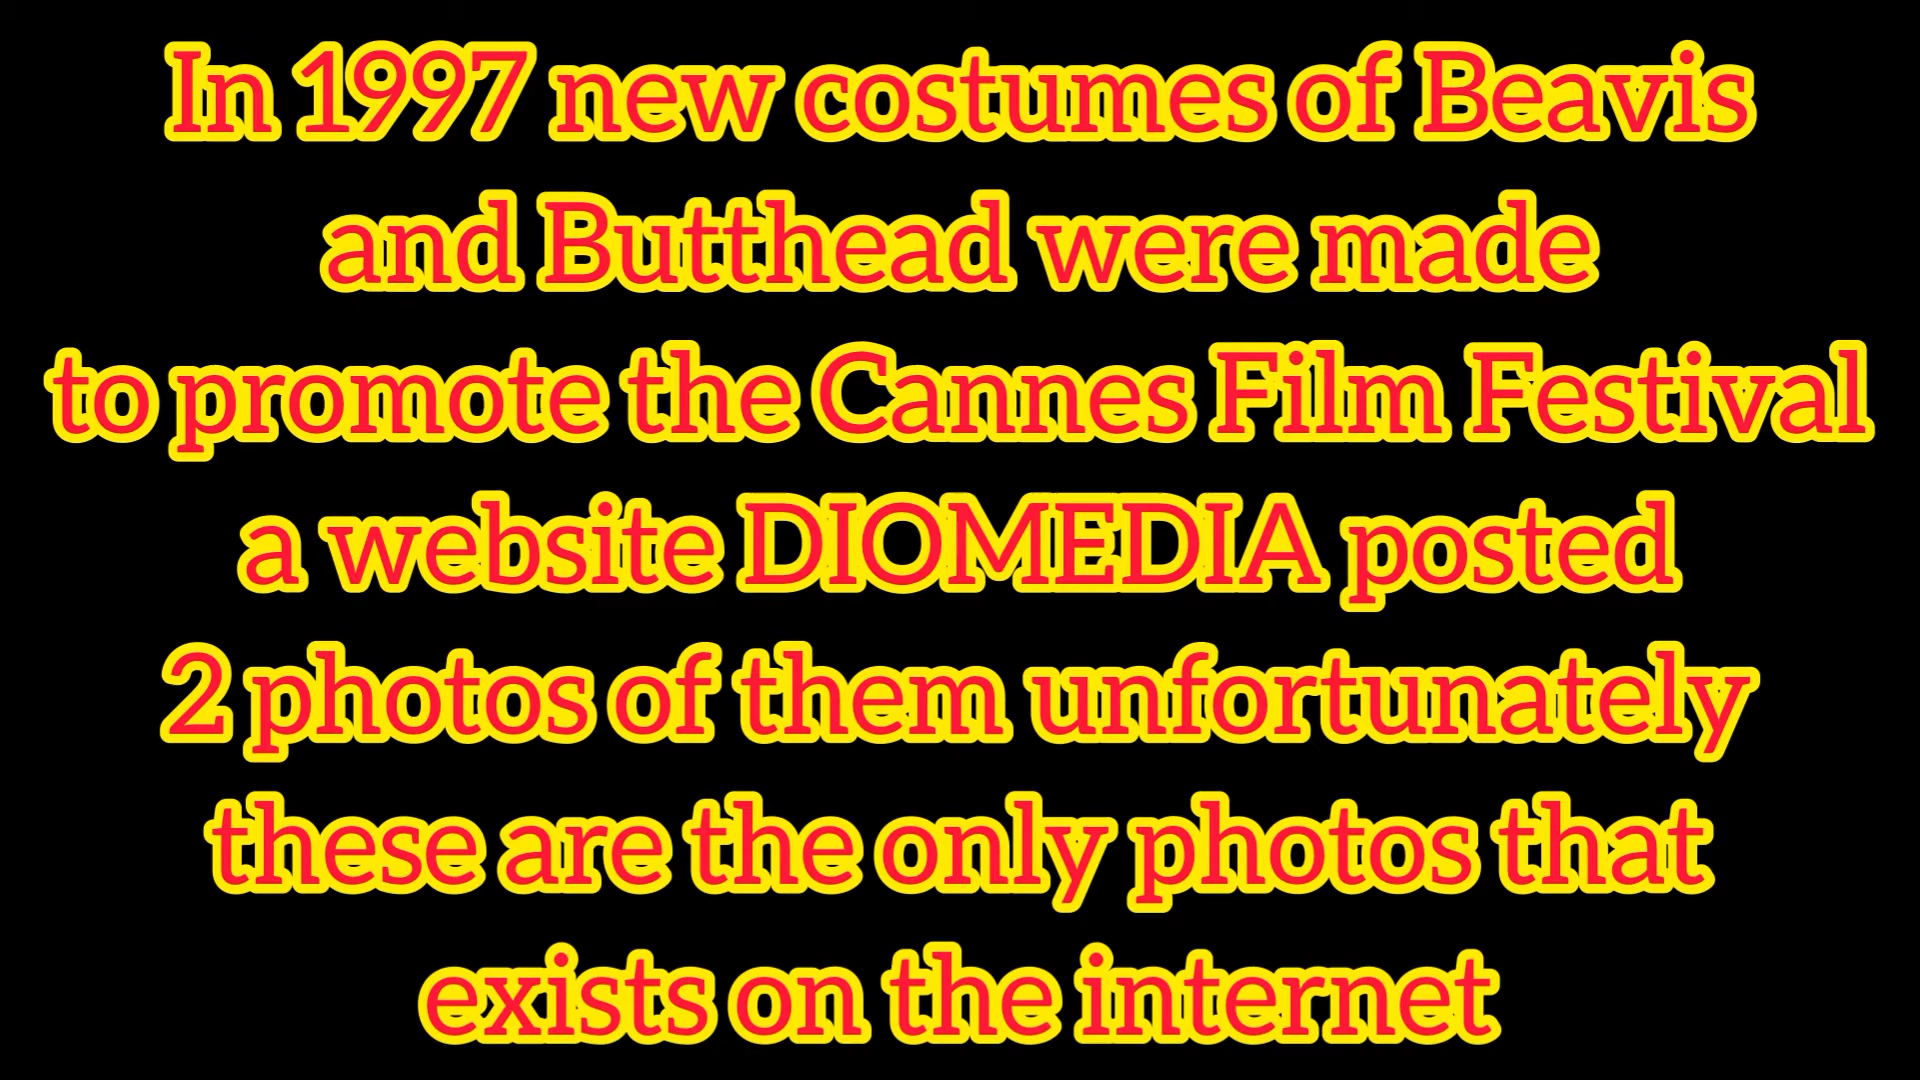 In 1997 new costumes of Beavis
and Butthead were made
to promote the Cannes Film Festival
a website DIOMEDIA posted
2 photos of them unfortunately
these are the only photos that
exists on the internet